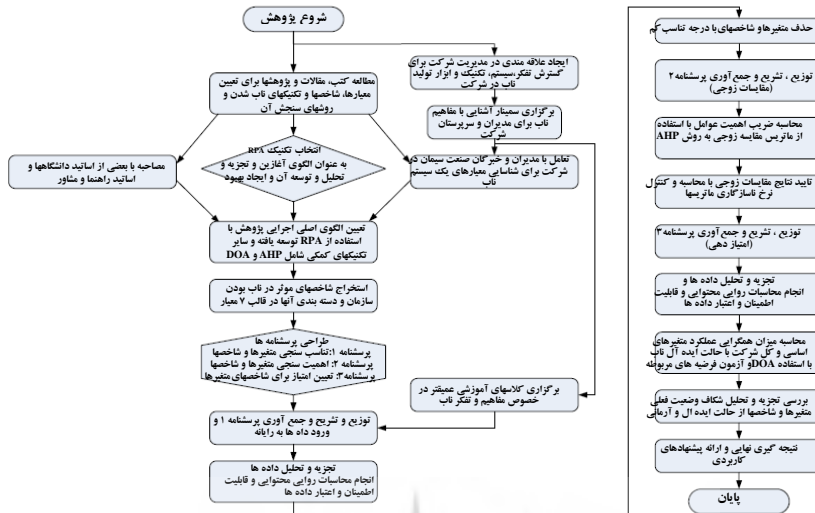 شروع پژوهش
ایجاد علاقه مندی در مدیریت شرکت برای
گسترش تفکر،سیستم، تکنیک و ابزار تولید
ناب در شرکت
مطالعه کتب، مقالات و پژوهشها برای تعیین
معیارها، شاخصها و تکنیکهای ناب شدن و
روشهای سنجش آن
برگزاری سمینار آشنایی با مفاهیم
ناب برای مدیران و سرپرستان
شرکت
انتخاب تکنیک RPA
به عنوان الگوی آغازین و تجزیه و
تحلیل و توسعه آن و ایجاد بهبود
مصاحبه با بعضی از اساتید دانشگاهها و
اساتید راهنما و مشاور
تعامل با مدیران و خبرگان صنعت سیمان در
شرکت برای شناسایی معیارهای یک سیستم
ناب
تعیین الگوی اصلی اجرایی پژوهش با
استفاده از RPA توسعه یافته و سایر
تکنیکهای کمکی شامل AHP و DOA
استخراج شاخصهای موثر در ناب بودن
سازمان و دسته بندی آنها در قالب ۷ معیار
طراحی پرسشنامه ها
پرسشنامه ۱: تناسب سنجی متغیرها و شاخصها
پرسشنامه ۲: اهمیت سنجی متغیرها و شاخصها
پرسشنامه۳: تعیین امتیاز برای شاخصهای متغیرها
برگزاری کلاسهای آموزشی عمیقتر در
خصوص مفاهیم و تفکر ناب
توزیع و تشریح و جمع آوری پرسشنامه ۱ و
ورود داه ها به رایانه
تجزیه و تحلیل داده ها
انجام محاسبات روایی محتوایی و قابلیت
اطمینان و اعتبار داده ها
حذف متغیرها و شاخصهای با درجه تناسب کم
توزیع ، تشریع و جمع آوری پرسشنامه ۲
(مقایسات زوجی)
محاسبه ضریب اهمیت عوامل با استفاده
از ماتریس مقایسه زوجی به روش AHP
تایید نتایج مقایسات زوجی با محاسبه و کنترل
نرخ ناسازگاری ماتریسها
توزیع ، تشریع و جمع آوری پرسشنامه۳
(امتیاز دهی)
تجزیه و تحلیل داده ها و
انجام محاسبات روایی محتوایی و قابلیت
اطمینان و اعتبار داده ها
محاسبه میزان همگرایی عملکرد متغیرهای
اساسی و کل شرکت با حالت ایده آل ناب
با استفاده DOAو آزمون فرضیه های مربوطه
بررسی تجزیه و تحلیل شکاف وضعیت فعلی
متغیرها و شاخصها از حالت ایده ال و آرمانی
نتیجه گیری نهایی و ارائه پیشنهادهای
کاربردی
پایان